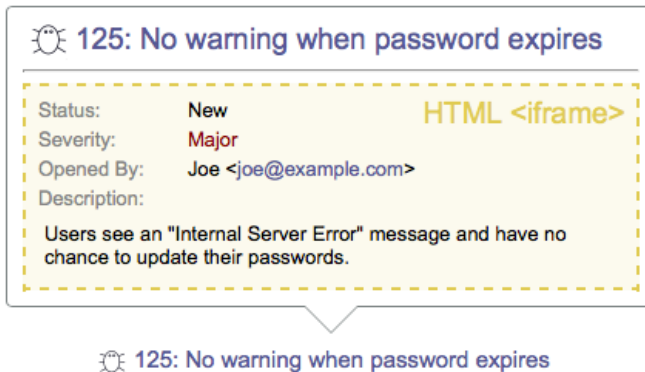 125: No warning when password expires
Status: New HTML <iframe>
Severity: Major
Opened By: Joe <joe@example.com>
Description:
Users see an "Internal Server Error" message and have no
chance to update their passwords.
125: No warning when password expires